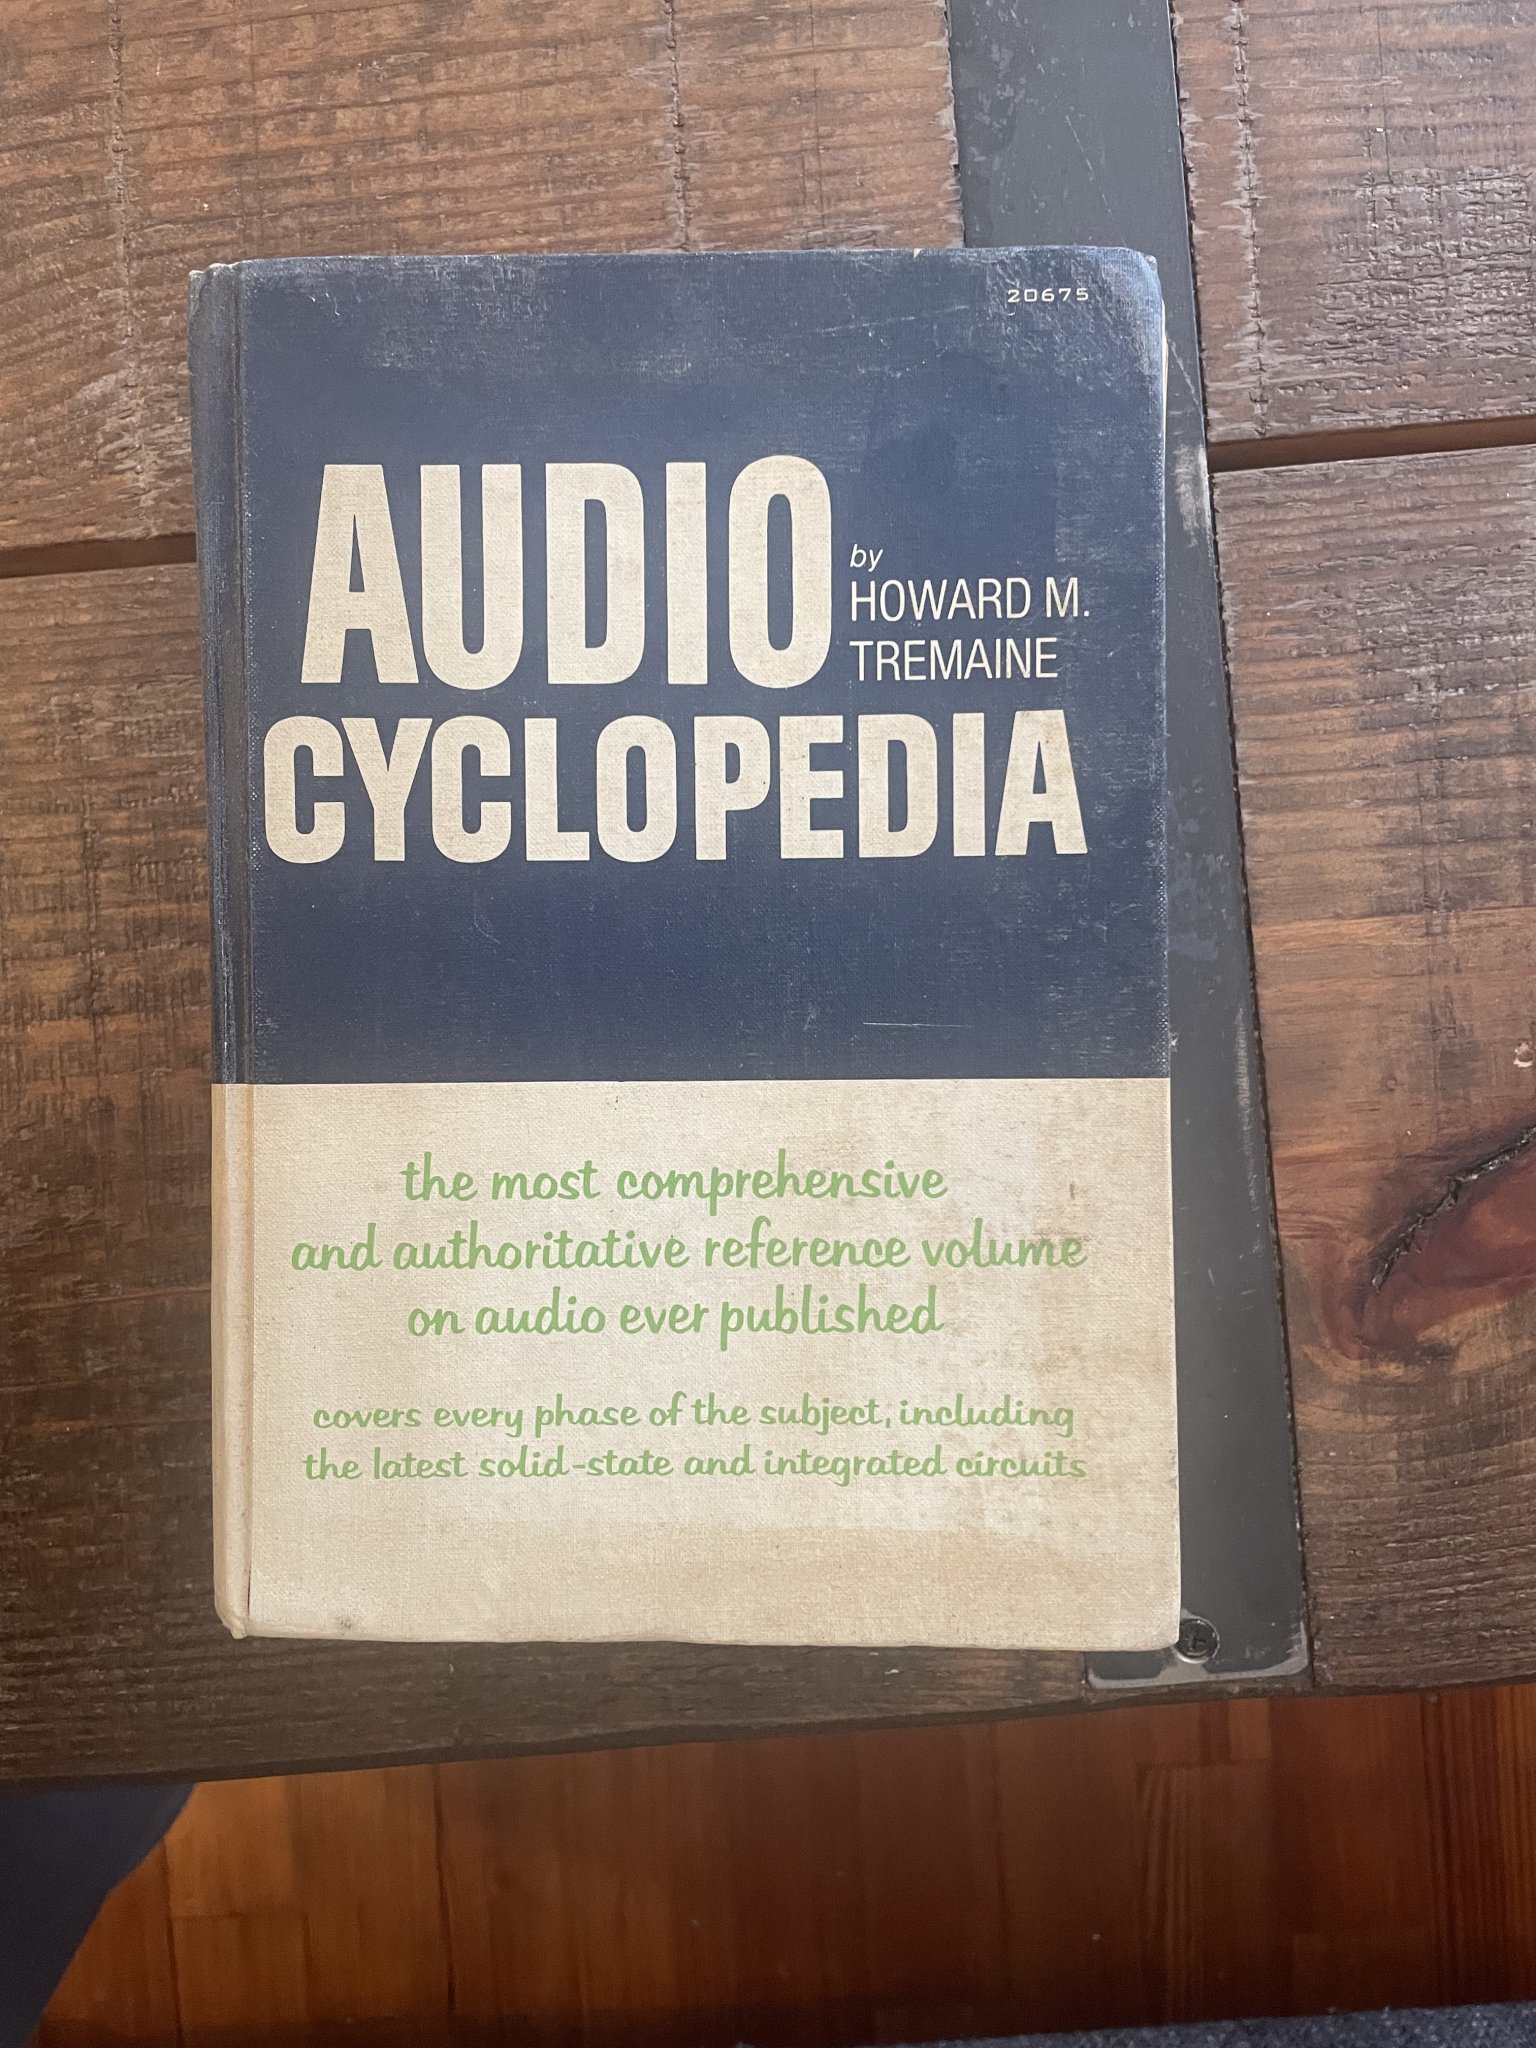 20675
AUDIO
by
HOWARD M.
TREMAINE
CYCLOPEDIA
the most comprehensive
and authoritative reference volume
on audio ever published
covers every phase of the subject, including
the latest solid-state and integrated circuits